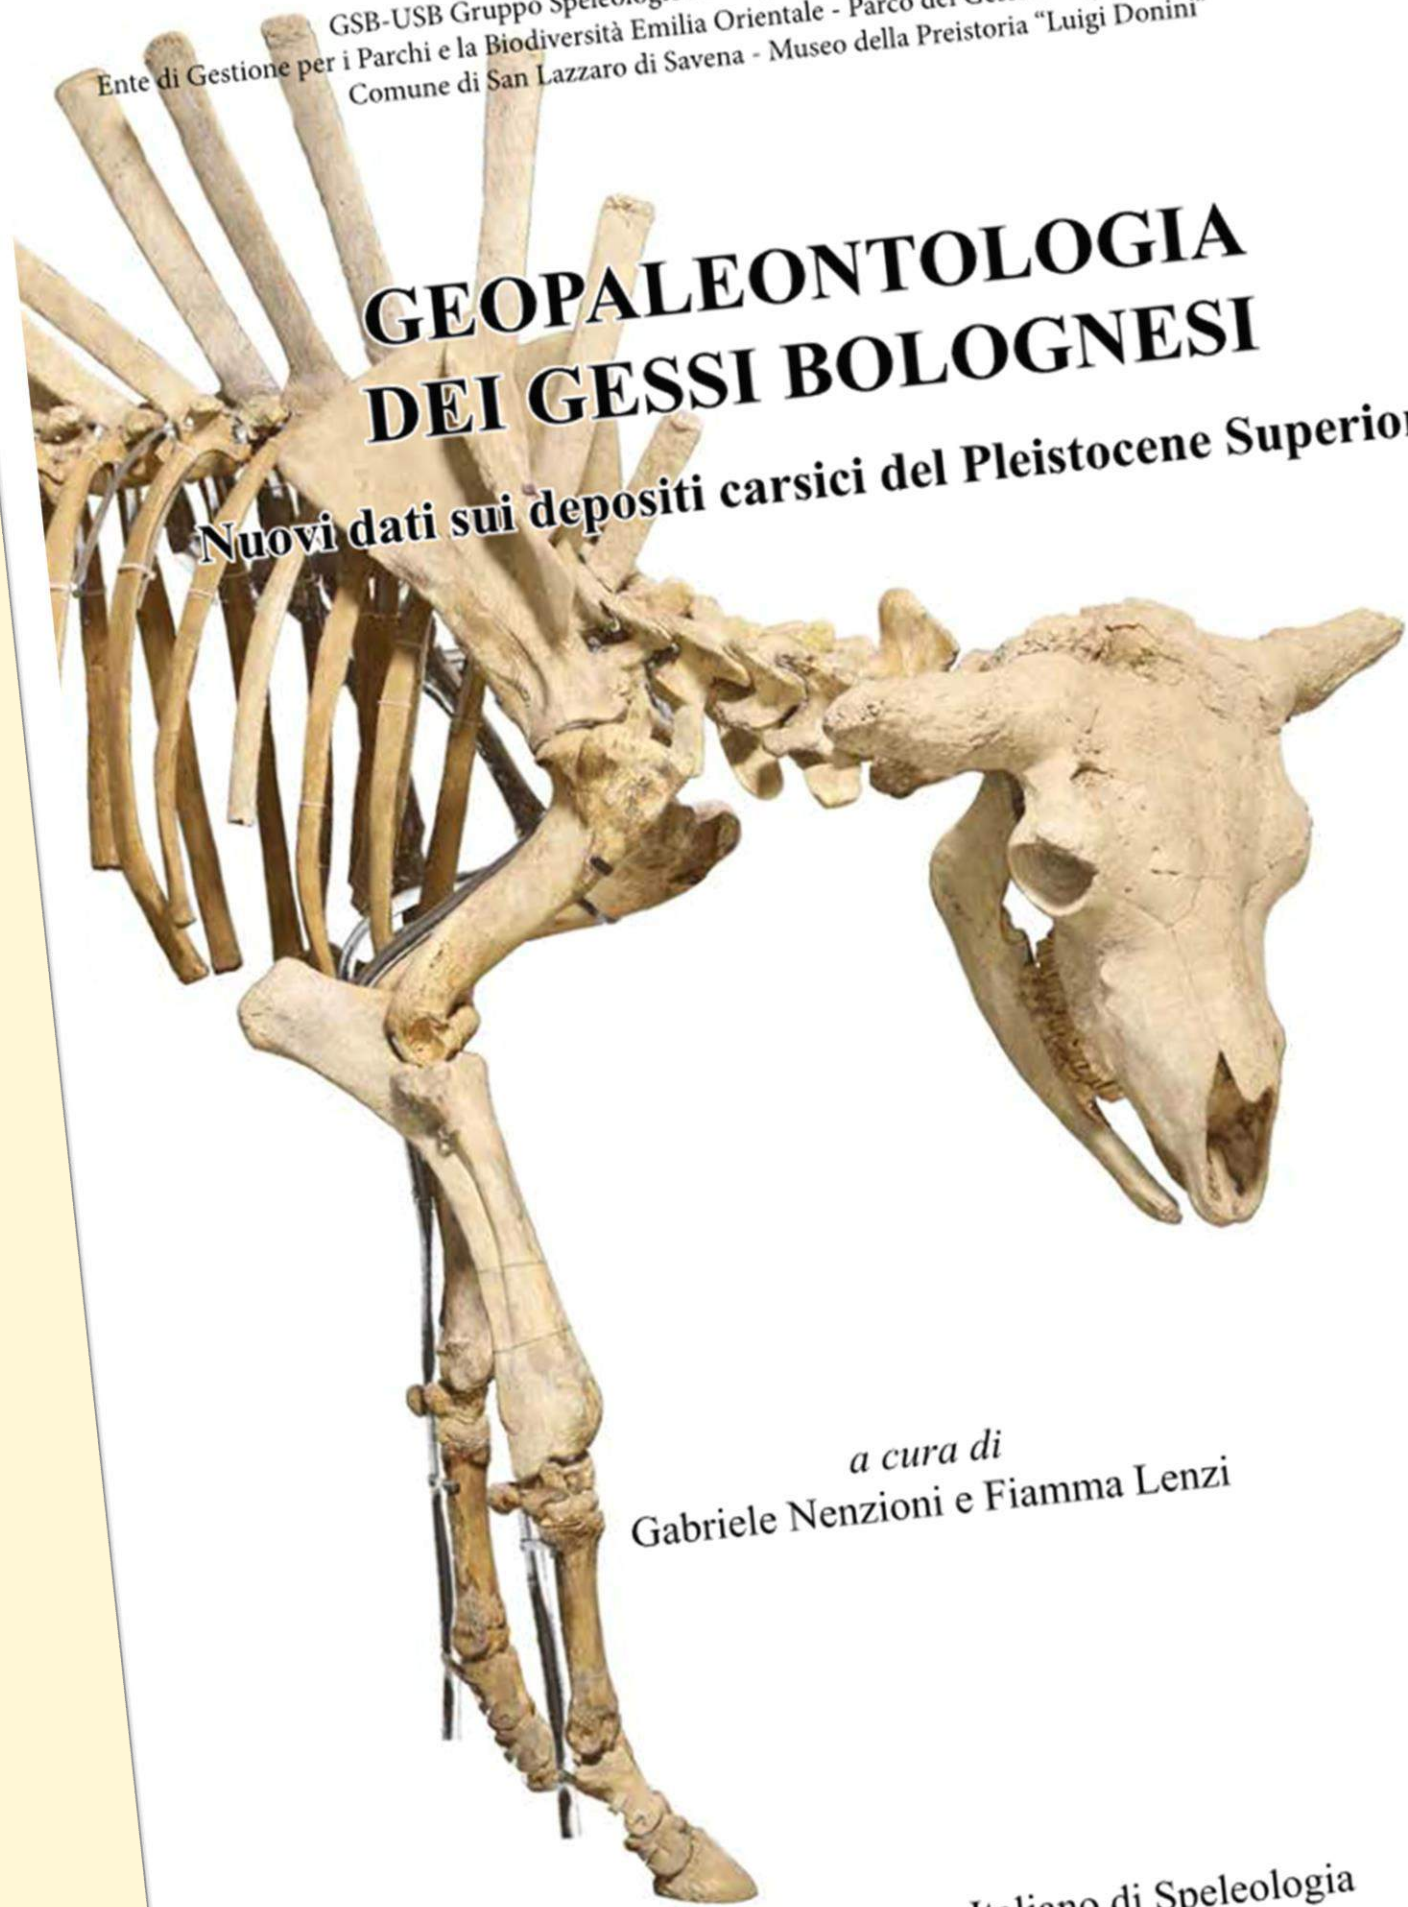 GSB-USB Gruppo
Ente di Gestione per i Parchi e la Biodiversità Emilia Orientale - Parco dei
Comune di San Lazzaro di Savena - Museo della Preistoria “Luigi Donini”
GEOPALEONTOLOGIA
DEI GESSI BOLOGNESI
Nuovi dati sui depositi carsici del Pleistocene Superior
a cura di
Gabriele Nenzioni e Fiamma Lenzi
di Speleologia